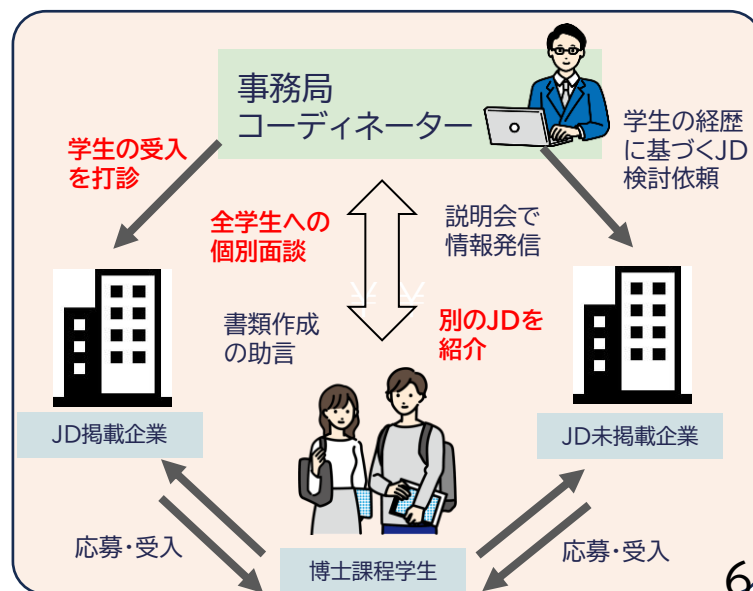 事務局
コーディネーター
学生の受入
を打診
学生の経歴
に基づくJD
検討依頼
全学生への
個別面談
説明会で
情報発信
書類作成
の助言
別のJDを
紹介
JD掲載企業
JD未掲載企業
応募・受入
応募・受入
博士課程学生
6